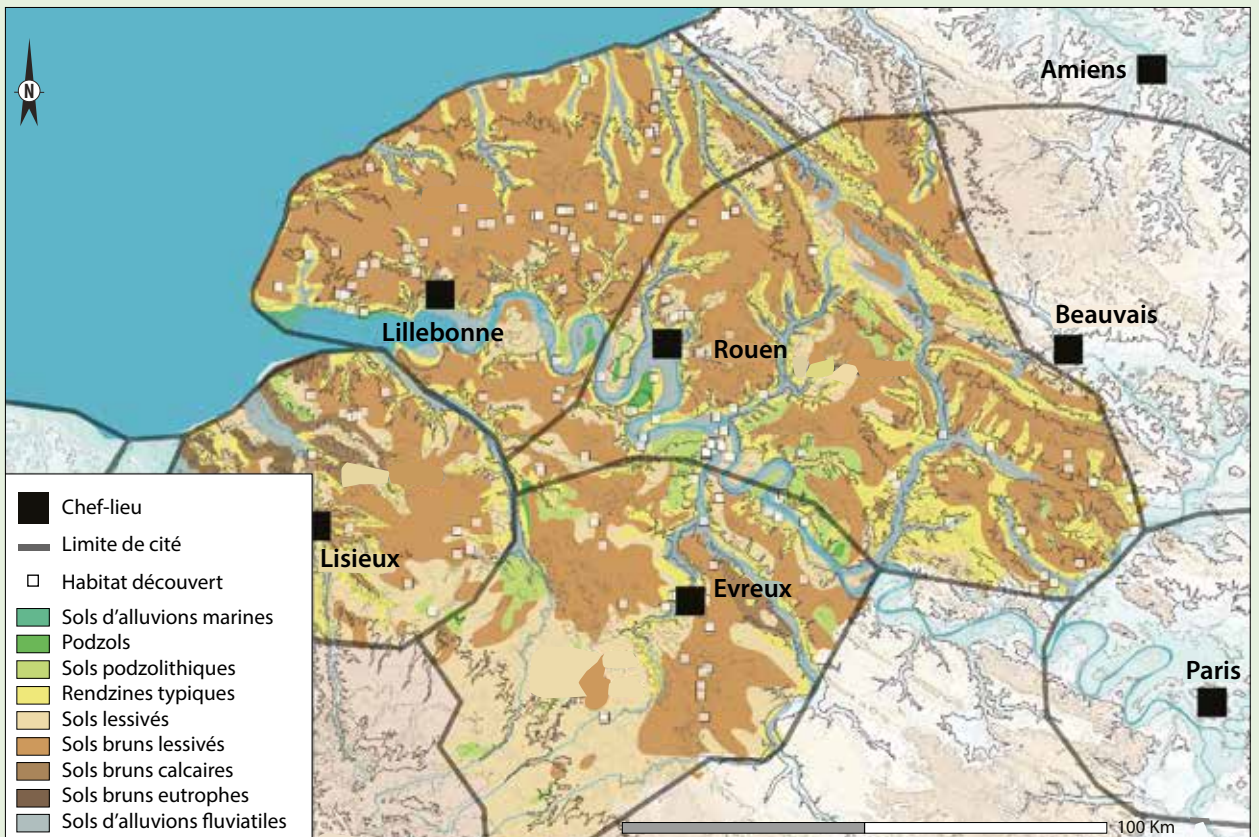 N
Amiens
Beauvais
Lillebonne
Rouen
Lisieux
Evreux
Paris
Chef-lieu
Limite de cité
Habitat découvert
Sols d'alluvions marines
Podzols
Sols podzolithiques
Rendzines typiques
Sols lessivés
Sols bruns lessivés
Sols bruns calcaires
Sols bruns eutrophes
Sols d'alluvions fluviatiles
100 Km